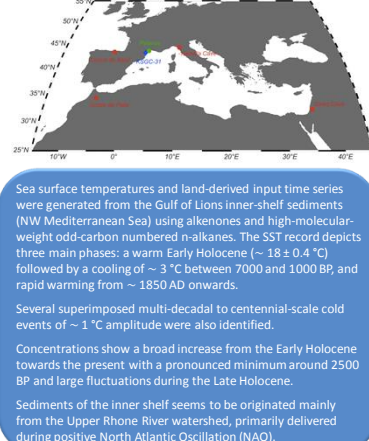 55°N
50°N
45°N
40°N
35°N
30°N
25°N
KSGC-31
10°W 0° 10°E 20°E 30°E 40°E
Sea surface temperatures and land-derived input time series
were generated from the Gulf of Lions inner-shelf sediments
(NW Mediterranean Sea) using alkenones and high-molecular-
weight odd-carbon numbered n-alkanes. The SST record depicts
three main phases: a warm Early Holocene (~ 18 ± 0.4 °C)
followed by a cooling of ~ 3 °C between 7000 and 1000 BP, and
rapid warming from ~ 1850 AD onwards.
Several superimposed multi-decadal to centennial-scale cold
events of ~ 1 °C amplitude were also identified.
Concentrations show a broad increase from the Early Holocene
towards the present with a pronounced minimum around 2500
BP and large fluctuations during the Late Holocene.
Sediments of the inner shelf seems to be originated mainly
from the Upper Rhone River watershed, primarily delivered
during positive North Atlantic Oscillation (NAO).